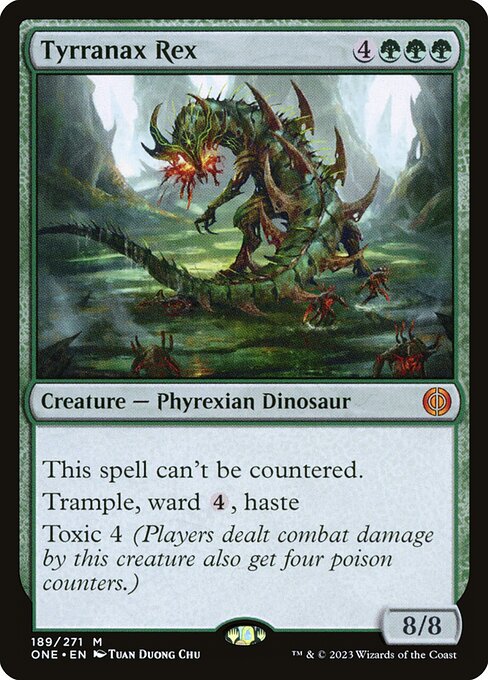 Tyrranax Rex 4
Creature — Phyrexian Dinosaur
This spell can't be countered.
Trample, ward 4, haste
Toxic 4 (Players dealt combat damage
by this creature also get four poison
counters.)
8/8
189/271 M
ONE • EN Tuan Duong Chu
™ & © 2023 Wizards of the Coast